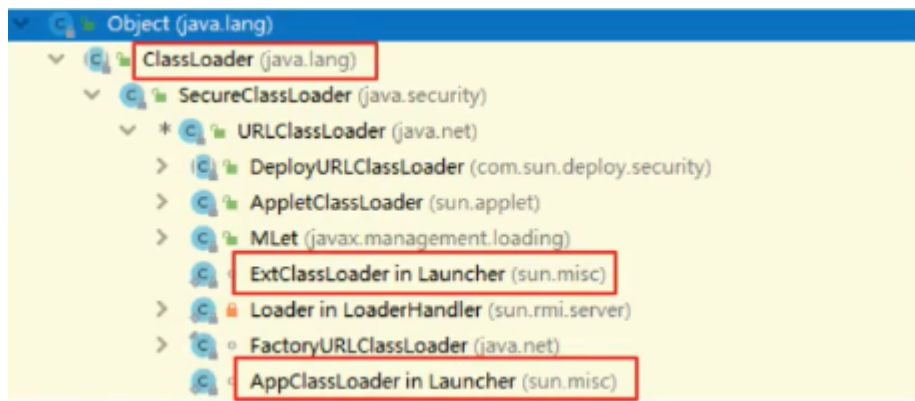 Object (java.lang)
ClassLoader (java.lang)
SecureClassLoader (java.security)
* URLClassLoader (java.net)
DeployURLClassLoader (com.sun.deploy.security)
AppletClassLoader (sun.applet)
MLet (javax.management.loading)
ExtClassLoader in Launcher (sun.misc)
Loader in LoaderHandler (sun.rmi.server)
FactoryURLClassLoader (java.net)
AppClassLoader in Launcher (sun.misc)